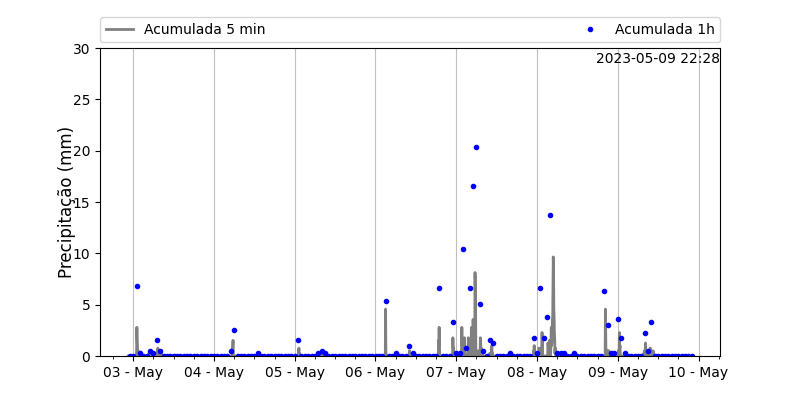 Acumulada 5 min
Acumulada 1h
2023-05-09 22:28
Precipitação (mm)
30
25
20
15
10
5
0
03 - May
04 - May
05 - May
06 - May
07 - May
08 - May
09 - May
10 - May